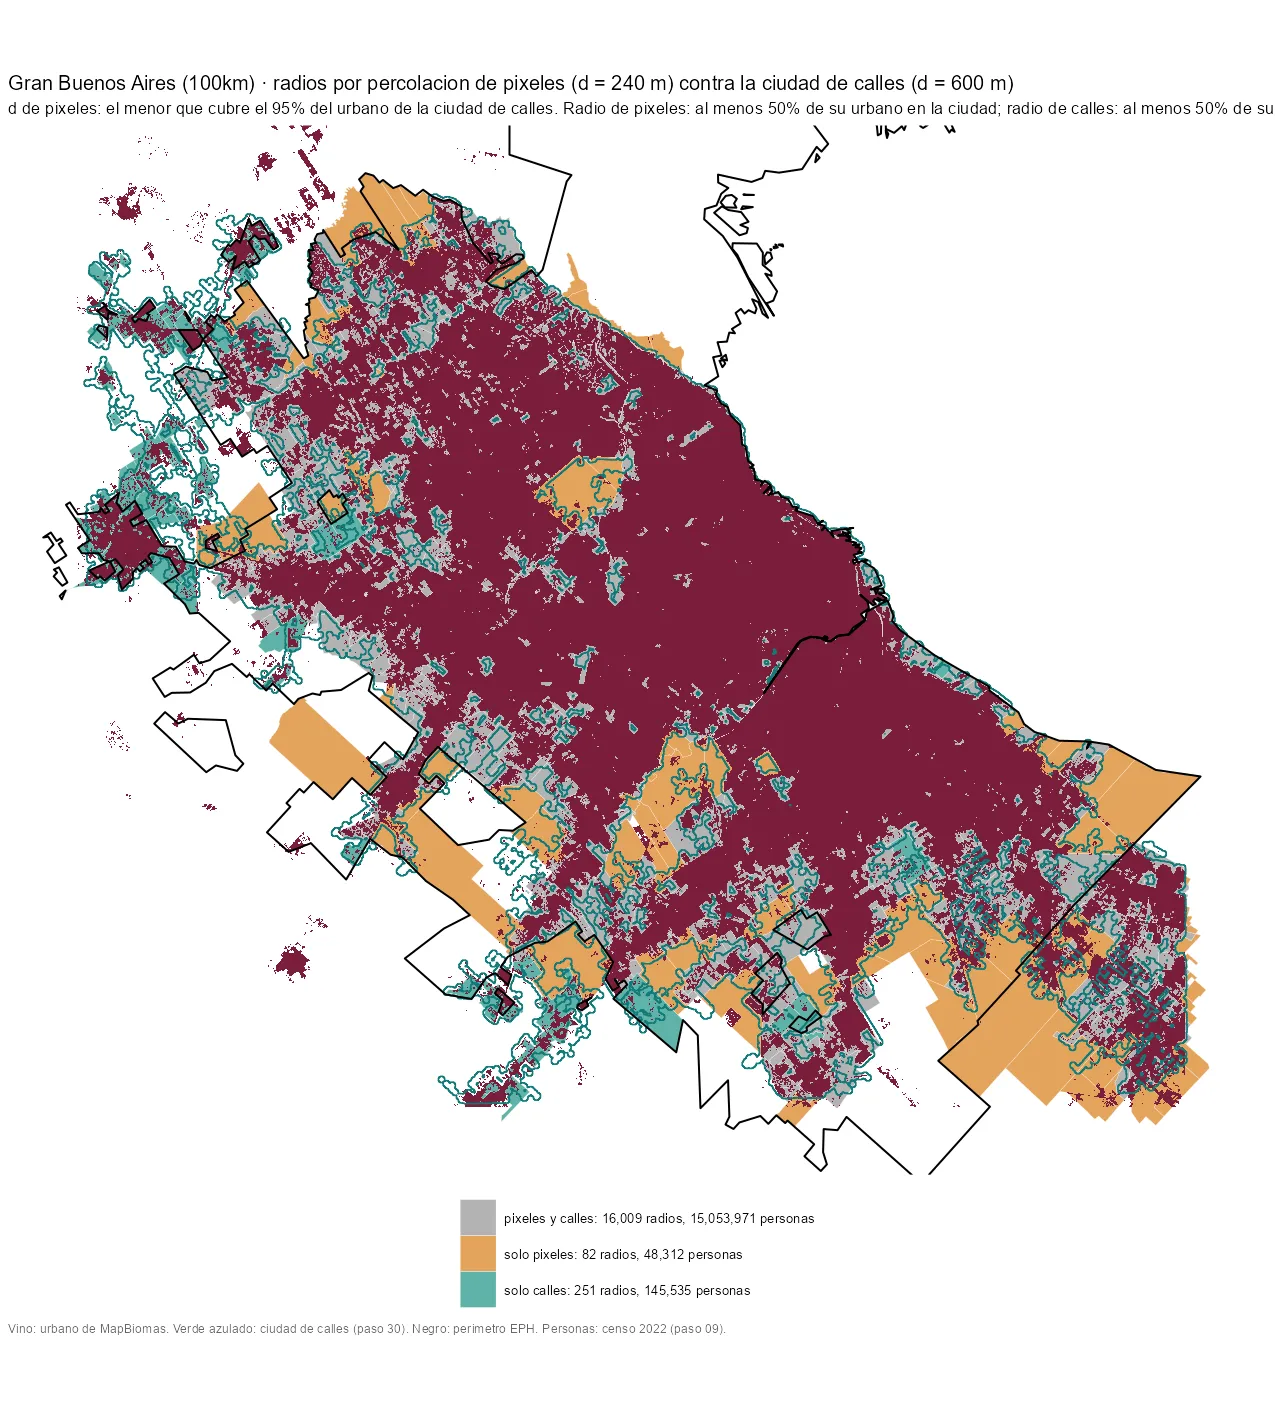 Gran Buenos Aires (100km) · radios por percolacion de pixeles (d = 240 m) contra la ciudad de calles (d = 600 m)
d de pixeles: el menor que cubre el 95% del urbano de la ciudad de calles. Radio de pixeles: al menos 50% de su urbano en la ciudad; radio de calles: al menos 50% de su
pixeles y calles: 16,009 radios, 15,053,971 personas
solo pixeles: 82 radios, 48,312 personas
solo calles: 251 radios, 145,535 personas
Vino: urbano de MapBiomas. Verde azulado: ciudad de calles (paso 30). Negro: perimetro EPH. Personas: censo 2022 (paso 09).